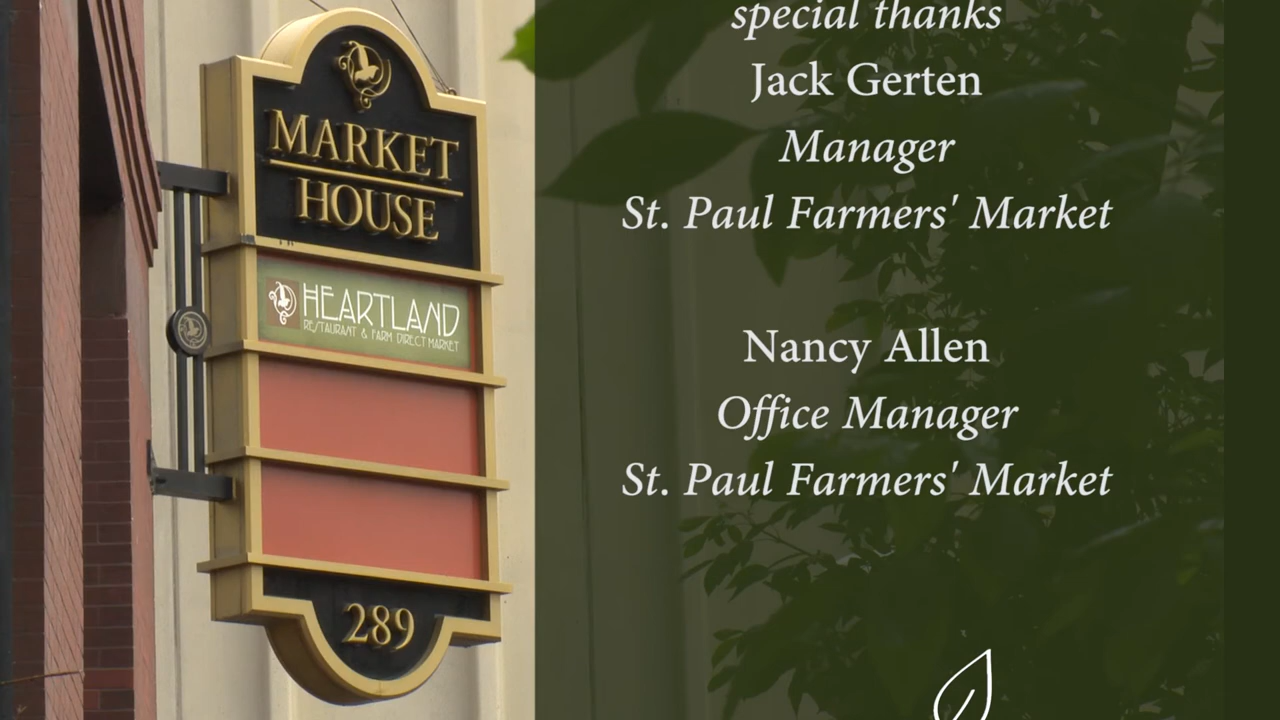 MARKET
HOUSE
HEARTLAND
RESTAURANT & FARM DIRECT MARKET
289
special thanks
Jack Gerten
Manager
St. Paul Farmers' Market
Nancy Allen
Office Manager
St. Paul Farmers' Market